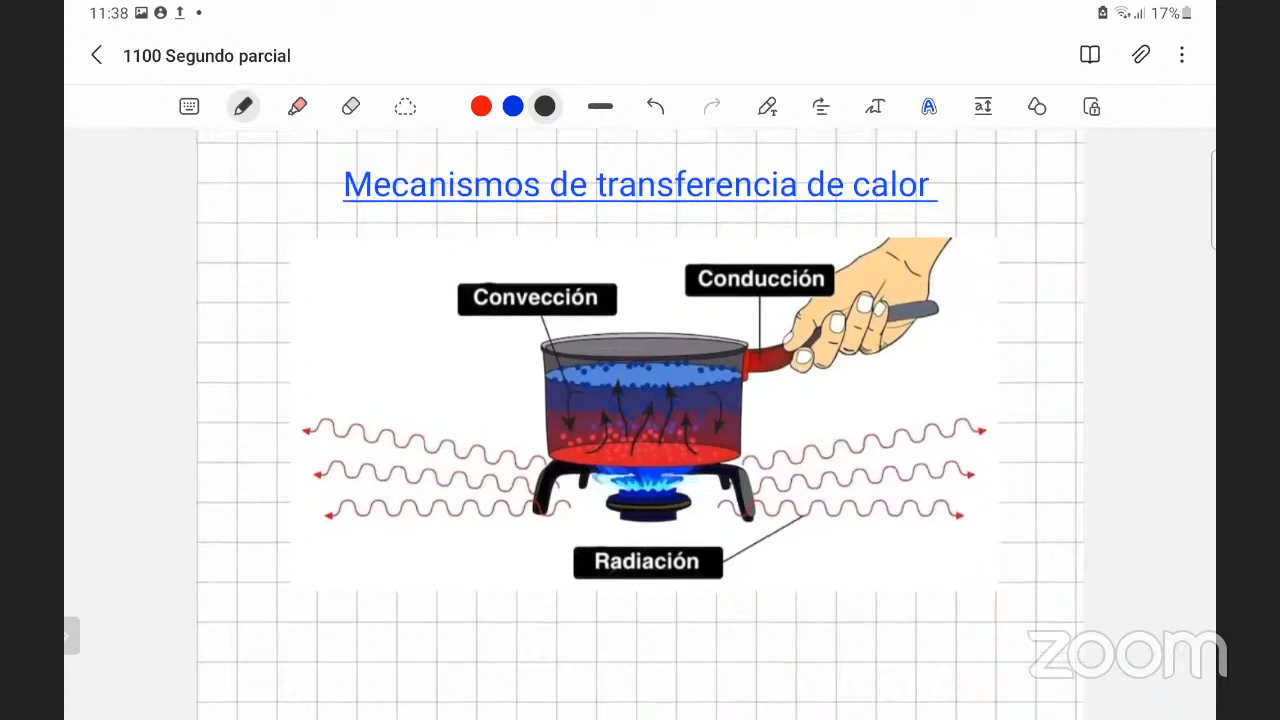 11:38
17%
1100 Segundo parcial
Mecanismos de transferencia de calor
Conducción
Convección
Radiación
zoom